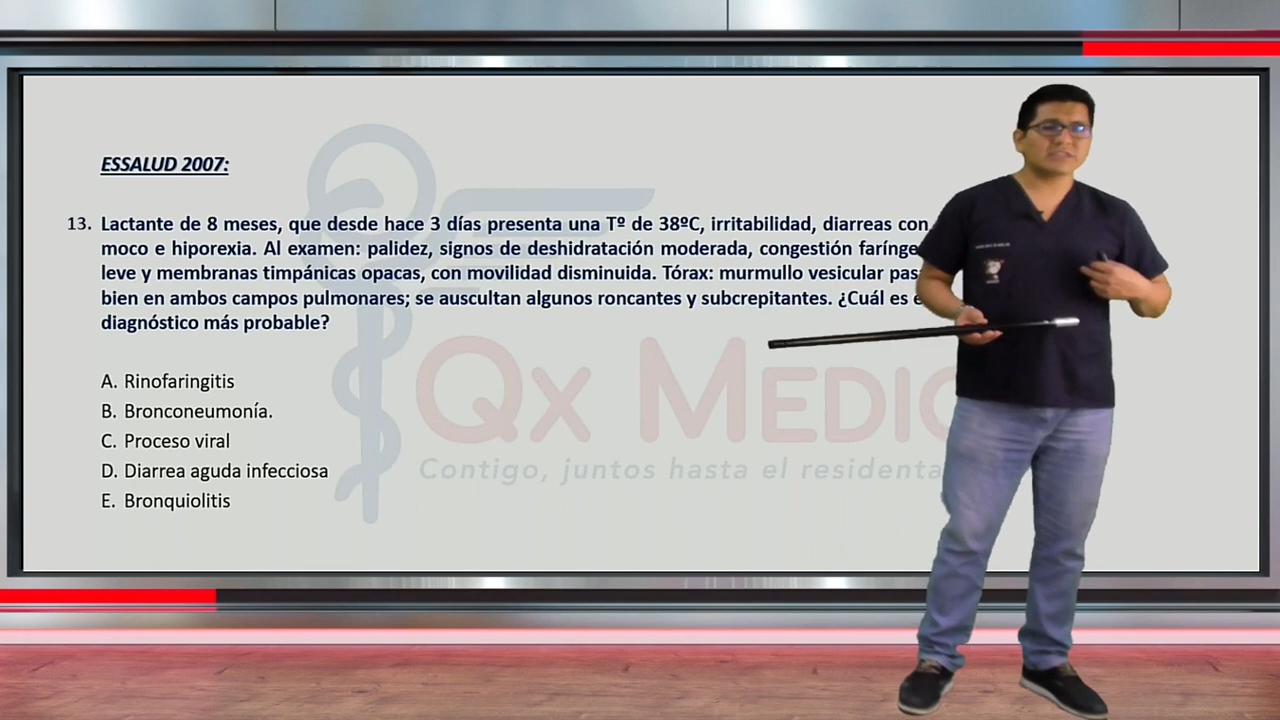 ESSALUD 2007:
13. Lactante de 8 meses, que desde hace 3 días presenta una Tº de 38ºC, irritabilidad, diarreas con
moco e hiporexia. Al examen: palidez, signos de deshidratación moderada, congestión
leve y membranas timpánicas opacas, con movilidad disminuida. Tórax: murmullo vesicular
bien en ambos campos pulmonares; se auscultan algunos roncantes y subcrepitantes. ¿Cuál es
diagnóstico más probable?
A. Rinofaringitis
B. Bronconeumonía.
C. Proceso viral
D. Diarrea aguda infecciosa
E. Bronquiolitis
Qx
Contigo, juntos hasta el